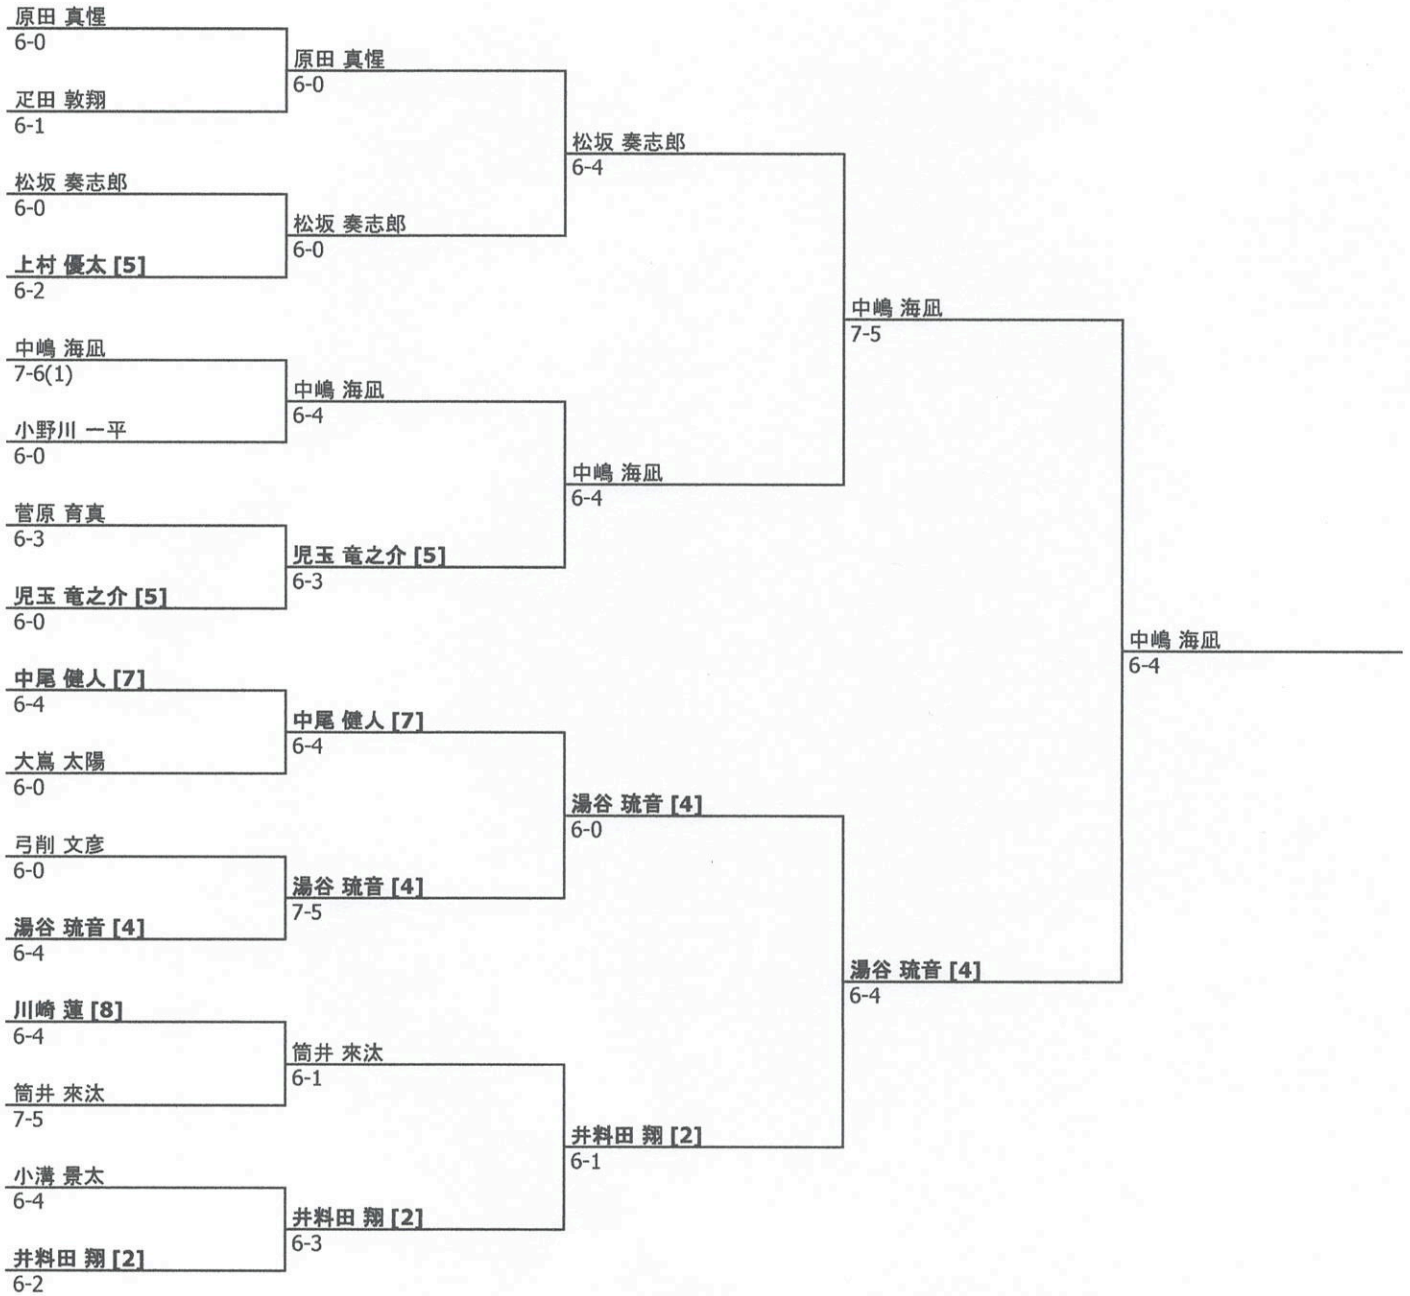 原田 真惺
6-0
疋田 敦翔
6-1
松坂 奏志郎
6-0
上村 優太 [5]
6-2
中嶋 海凪
7-6(1)
小野川 一平
6-0
菅原 育真
6-3
児玉 竜之介 [5]
6-0
中尾 健人 [7]
6-4
大嶌 太陽
6-0
弓削 文彦
6-0
湯谷 琉音 [4]
6-4
川崎 蓮 [8]
6-4
筒井 來汰
7-5
小溝 景太
6-4
井料田 翔 [2]
6-2
原田 真惺
6-0
松坂 奏志郎
6-0
中嶋 海凪
6-4
児玉 竜之介 [5]
6-3
中尾 健人 [7]
6-4
湯谷 琉音 [4]
7-5
筒井 來汰
6-1
井料田 翔 [2]
6-3
松坂 奏志郎
6-4
中嶋 海凪
6-4
湯谷 琉音 [4]
6-0
井料田 翔 [2]
6-1
中嶋 海凪
7-5
湯谷 琉音 [4]
6-4
中嶋 海凪
6-4